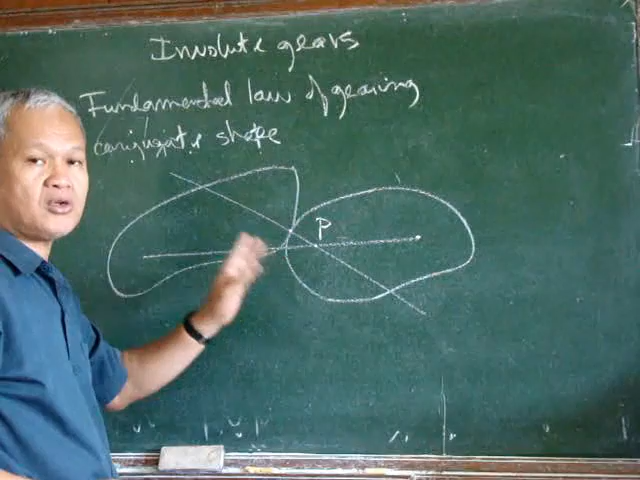 Involute gears
Fundamental law of gearing
conjugate shape
P